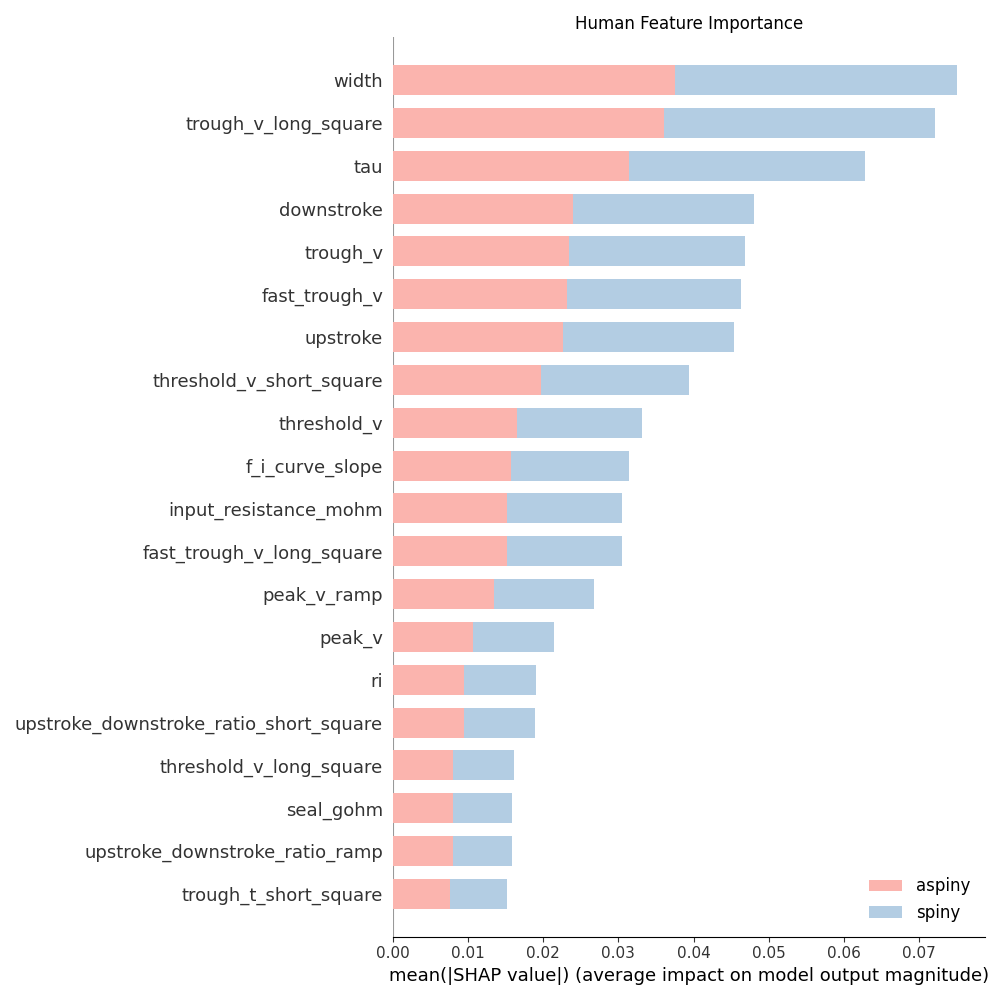 Human Feature Importance
width
trough_v_long_square
tau
downstroke
trough_v
fast_trough_v
upstroke
threshold_v_short_square
threshold_v
f_i_curve_slope
input_resistance_mohm
fast_trough_v_long_square
peak_v_ramp
peak_v
ri
upstroke_downstroke_ratio_short_square
threshold_v_long_square
seal_gohm
upstroke_downstroke_ratio_ramp
trough_t_short_square
aspiny
spiny
0.00 0.01 0.02 0.03 0.04 0.05 0.06 0.07
mean(|SHAP value|) (average impact on model output magnitude)